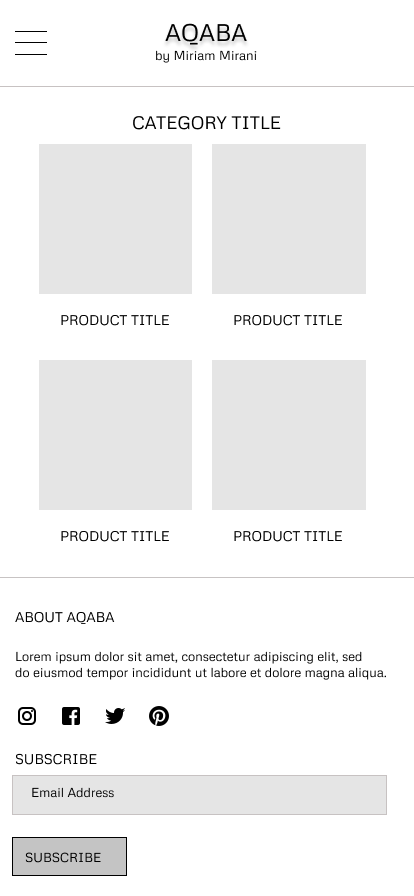 AQABA
by Miriam Mirani
CATEGORY TITLE
PRODUCT TITLE
PRODUCT TITLE
PRODUCT TITLE
PRODUCT TITLE
ABOUT AQABA
Lorem ipsum dolor sit amet, consectetur adipiscing elit, sed
do eiusmod tempor incididunt ut labore et dolore magna aliqua.
SUBSCRIBE
Email Address
SUBSCRIBE